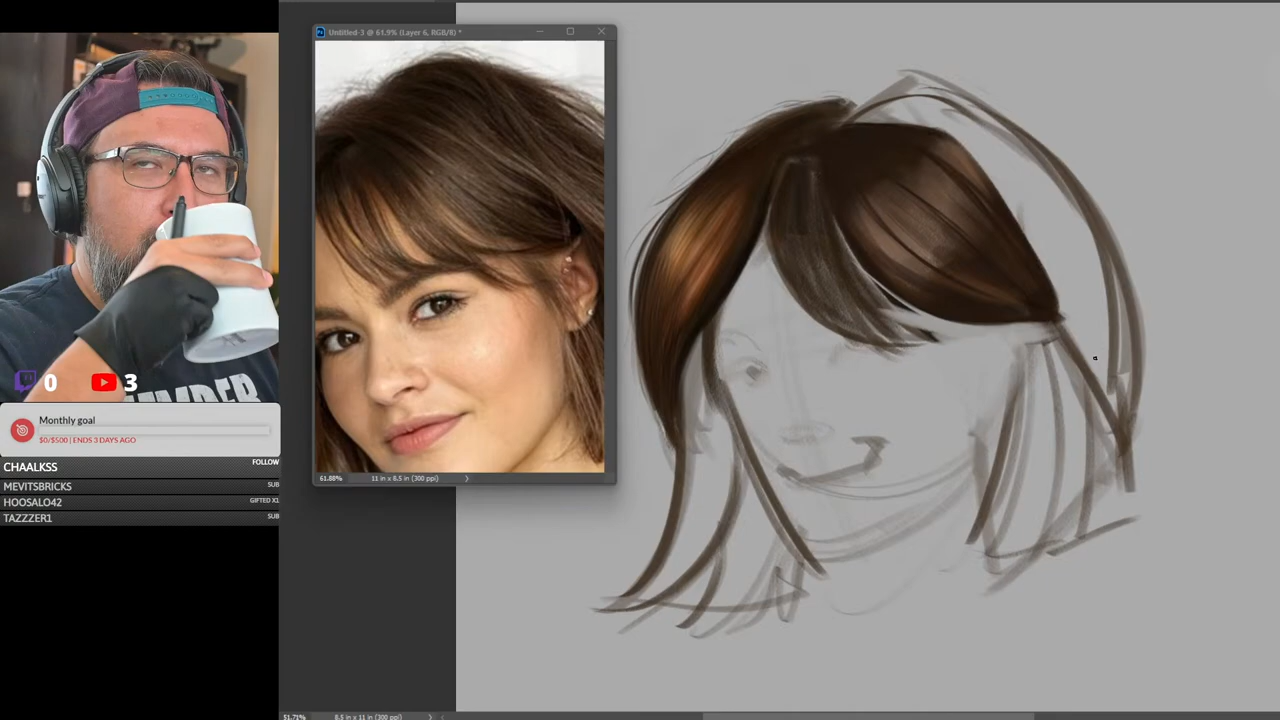 Untitled-3 @ 61.9% (Layer 6, RGB/8) *
0 3
Monthly goal
$0/$500 | ENDS 3 DAYS AGO
CHAALKSS FOLLOW
MEVITSBRICKS SUB
HOOSALO42 GIFTED X1
TAZZZER1 SUB
61.88% 11 in x 8.5 in (300 ppi)
51.71% 8.5 in x 11 in (300 ppi)